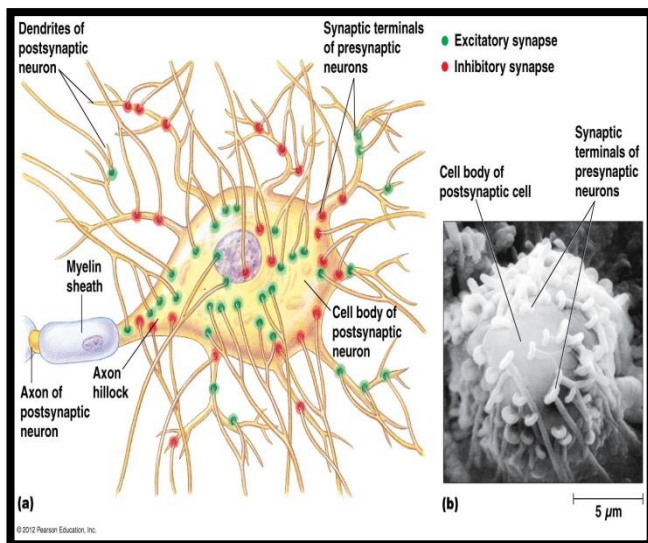 Dendrites of
postsynaptic
neuron
Synaptic terminals
of presynaptic
neurons
Excitatory synapse
Inhibitory synapse
Synaptic
terminals of
presynaptic
neurons
Cell body of
postsynaptic cell
Myelin
sheath
Axon
hillock
Cell body of
postsynaptic
neuron
Axon of
postsynaptic
neuron
(a)
(b)
5 µm
© 2012 Pearson Education, Inc.